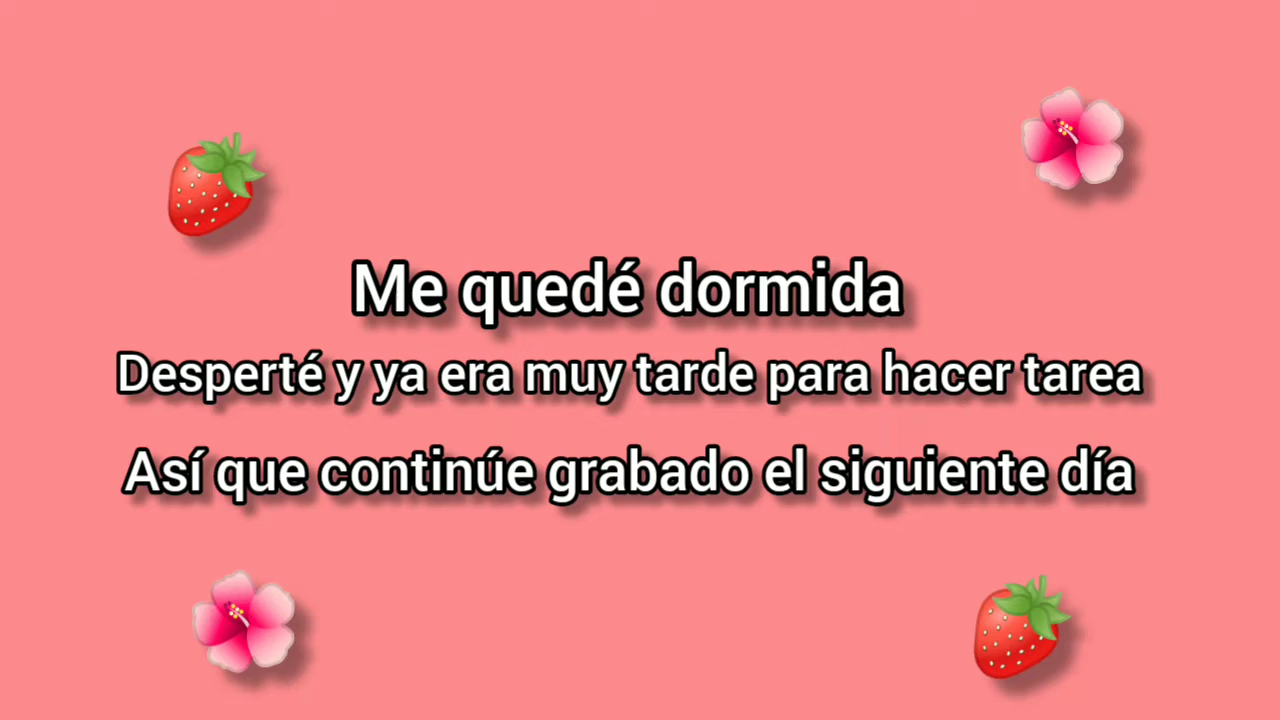 Me quedé dormida
Desperté y ya era muy tarde para hacer tarea
Así que continúe grabado el siguiente día